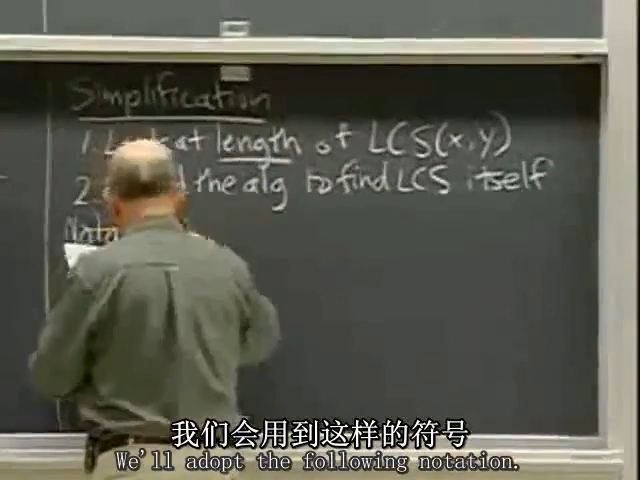 Simplification
1. Look at length of LCS(x,y)
2. the alg to find LCS itself
Nota
我们会用到这样的符号
We'll adopt the following notation.